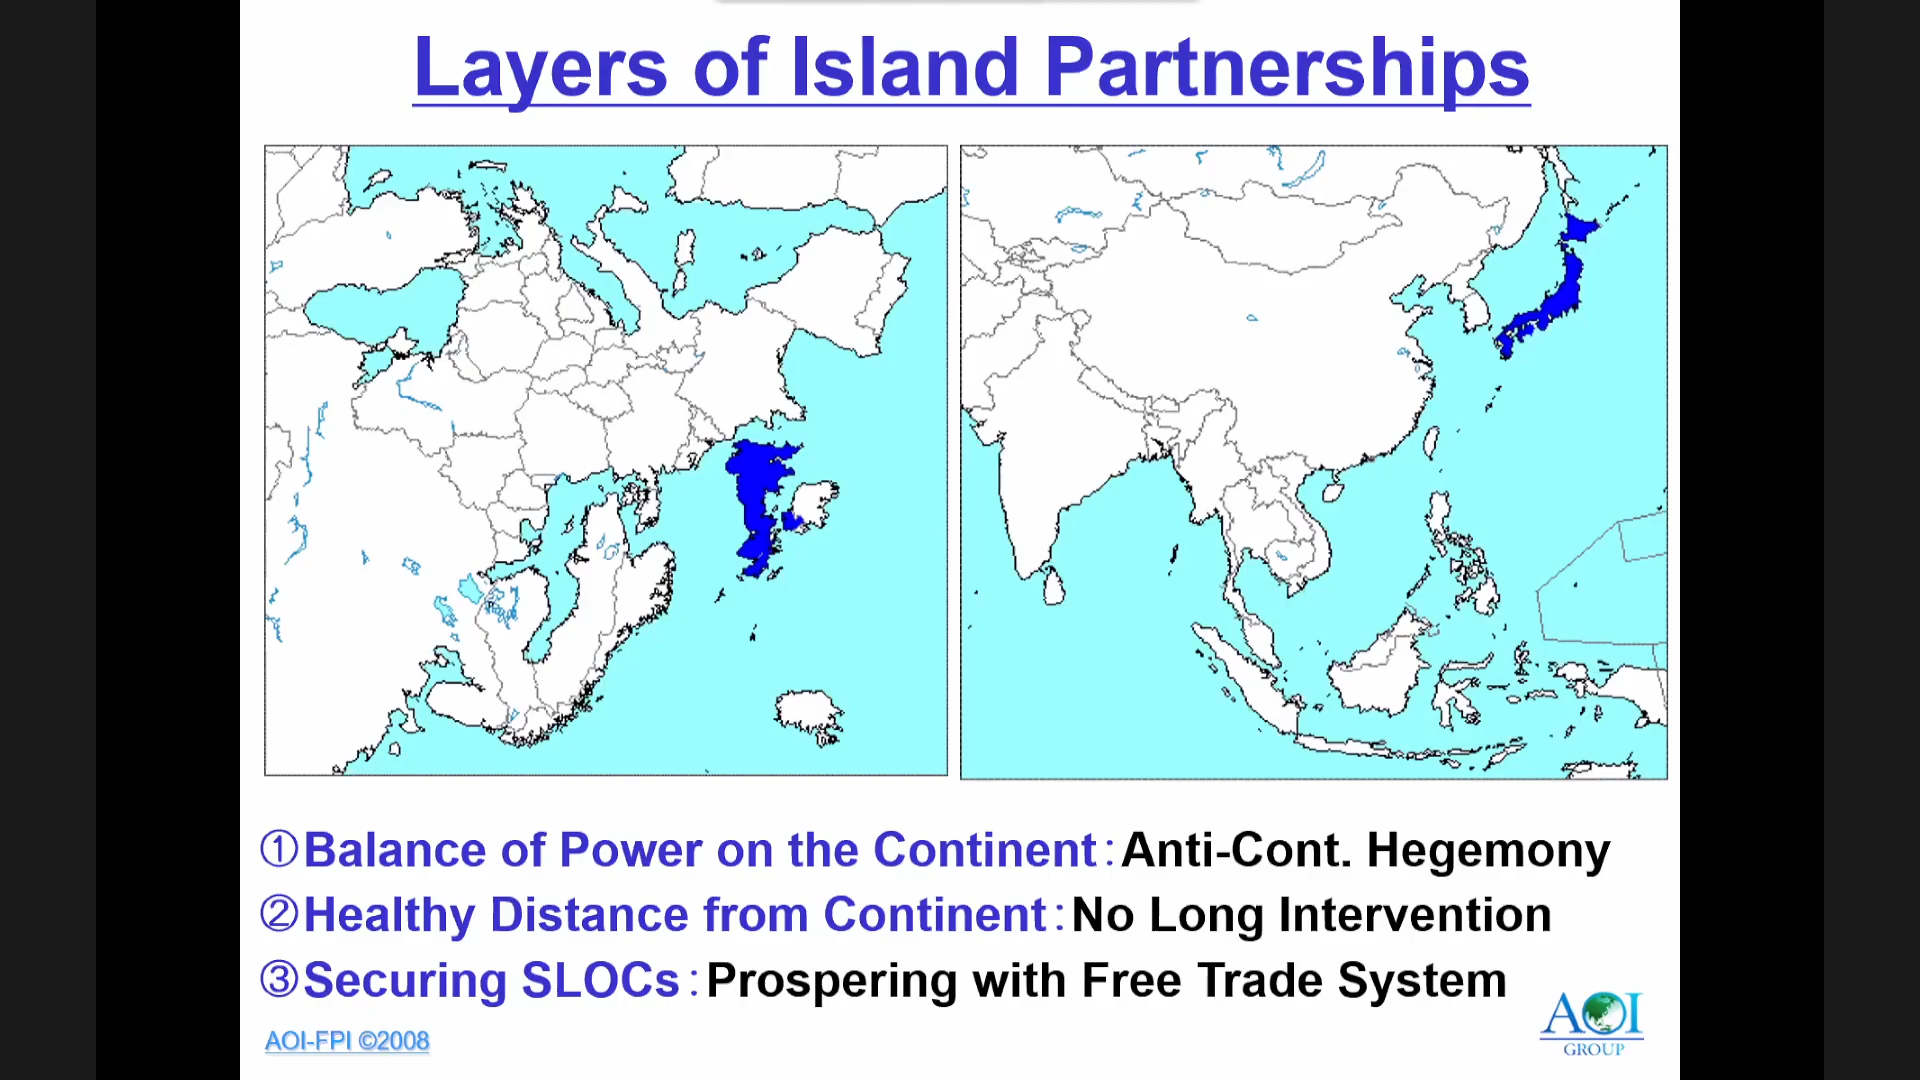 Layers of Island Partnerships
①Balance of Power on the Continent:Anti-Cont. Hegemony
②Healthy Distance from Continent:No Long Intervention
③Securing SLOCs:Prospering with Free Trade System
AOI-FPI ©2008
AOI
GROUP